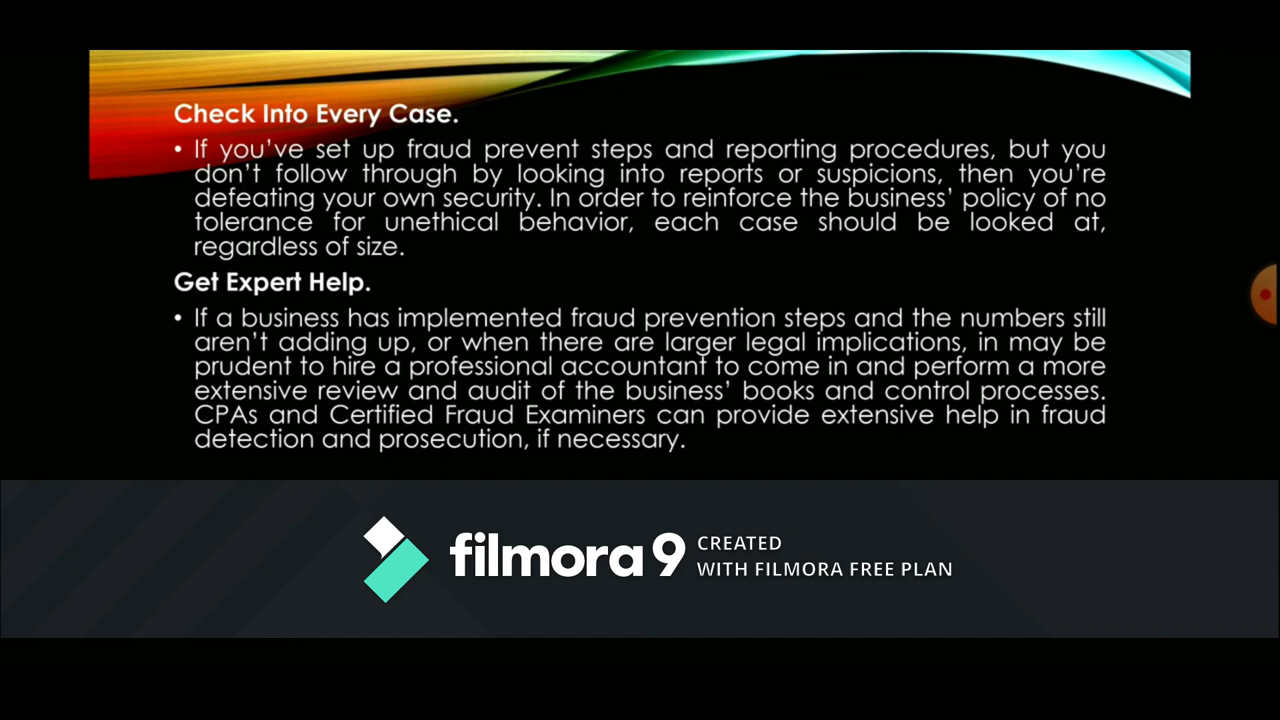 Check Into Every Case.
• If you’ve set up fraud prevent steps and reporting procedures, but you
don’t follow through by looking into reports or suspicions, then you’re
defeating your own security. In order to reinforce the business’ policy of no
tolerance for unethical behavior, each case should be looked at,
regardless of size.
Get Expert Help.
• If a business has implemented fraud prevention steps and the numbers still
aren’t adding up, or when there are larger legal implications, in may be
prudent to hire a professional accountant to come in and perform a more
extensive review and audit of the business’ books and control processes.
CPAs and Certified Fraud Examiners can provide extensive help in fraud
detection and prosecution, if necessary.
filmora 9
CREATED
WITH FILMORA FREE PLAN